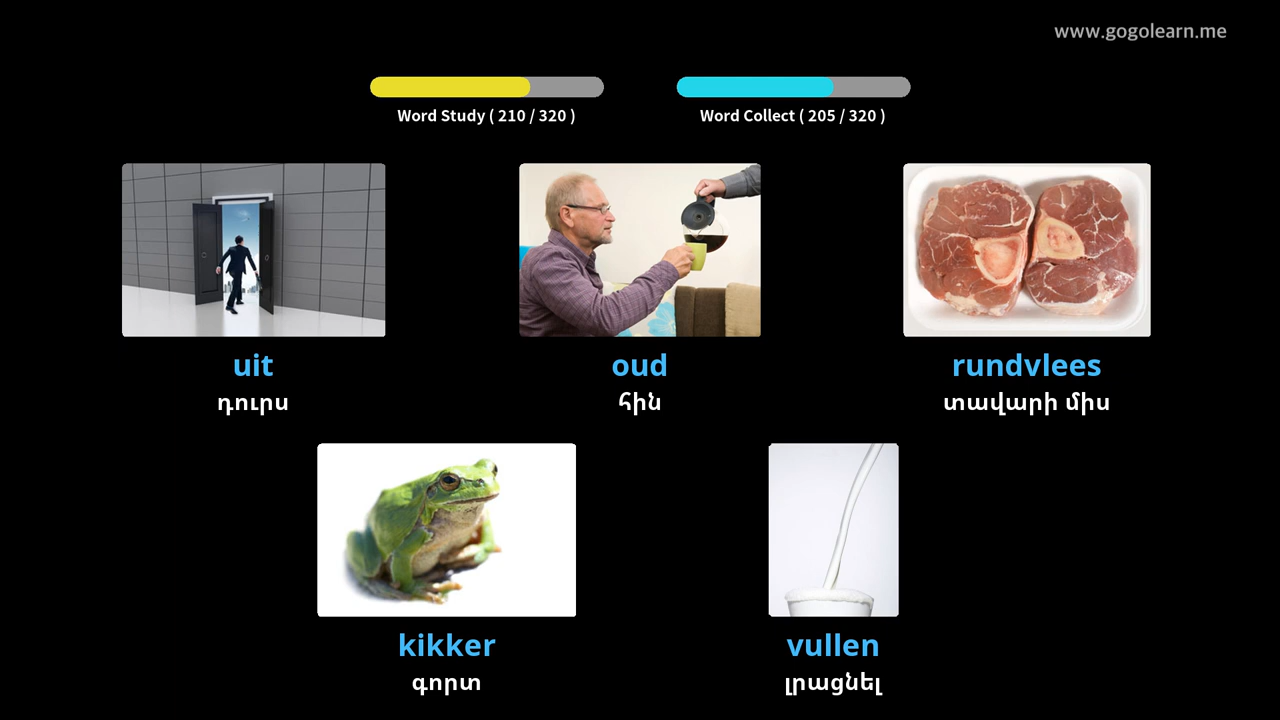 www.gogolearn.me
Word Study ( 210 / 320 )
Word Collect ( 205 / 320 )
uit
դուրս
oud
հին
rundvlees
տավարի միս
kikker
գորտ
vullen
լրացնել